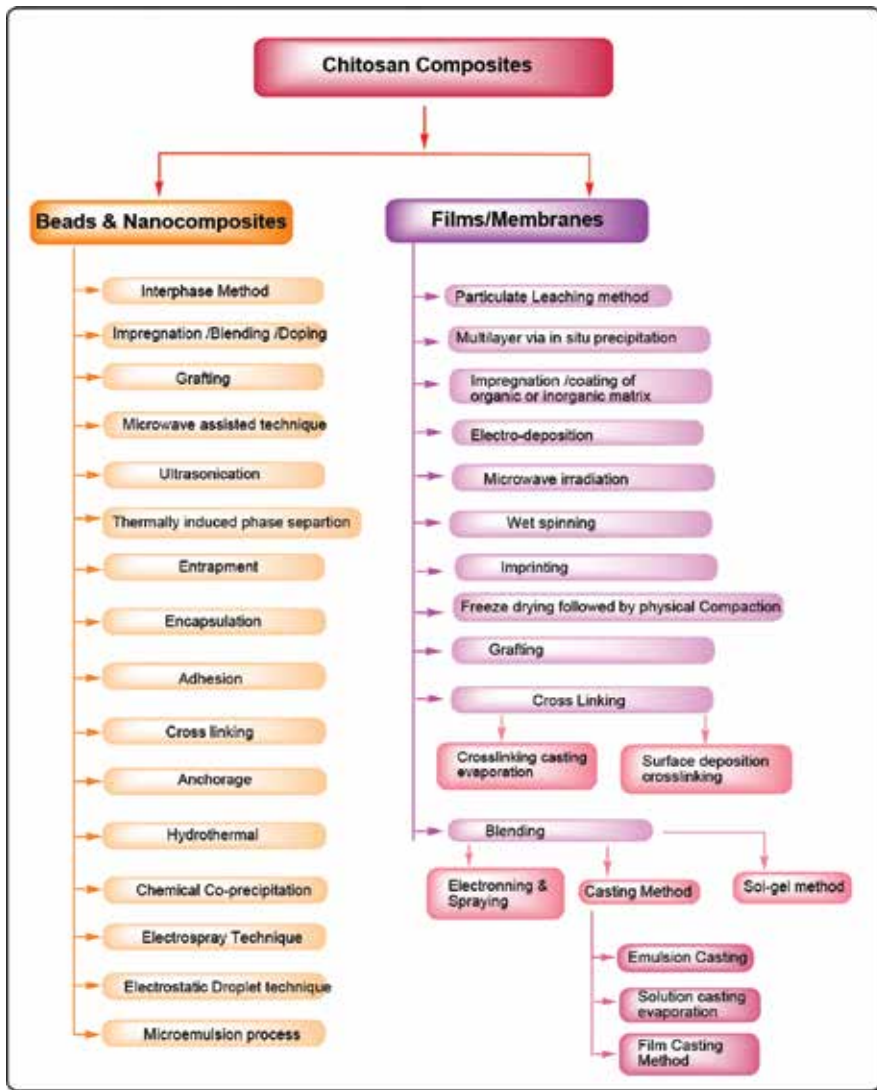 Chitosan Composites
Beads & Nanocomposites
Interphase Method
Impregnation /Blending /Doping
Grafting
Microwave assisted technique
Ultrasonication
Thermally induced phase separtion
Entrapment
Encapsulation
Adhesion
Cross linking
Anchorage
Hydrothermal
Chemical Co-precipitation
Electrospray Technique
Electrostatic Droplet technique
Microemulsion process
Films/Membranes
Particulate Leaching method
Multilayer via in situ precipitation
Impregnation /coating of
organic or inorganic matrix
Electro-deposition
Microwave irradiation
Wet spinning
Imprinting
Freeze drying followed by physical Compaction
Grafting
Cross Linking
Crosslinking casting
evaporation
Surface deposition
crosslinking
Blending
Electronning &
Spraying
Casting Method
Sol-gel method
Emulsion Casting
Solution casting
evaporation
Film Casting
Method